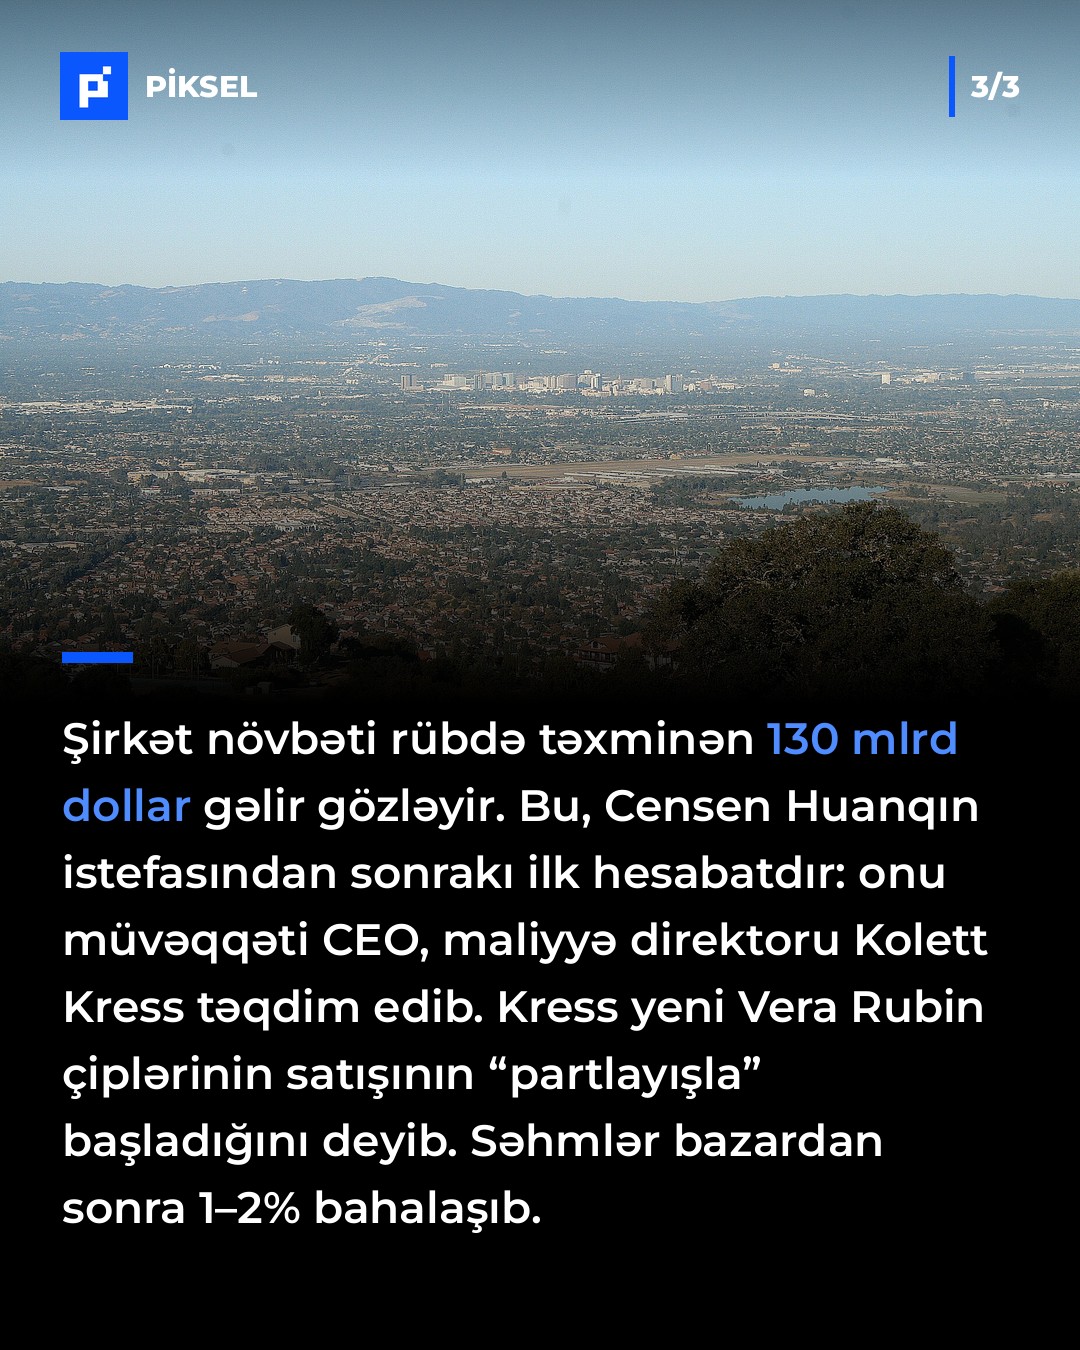 PİKSEL
3/3
Şirkət növbəti rübdə təxminən 130 mlrd
dollar gəlir gözləyir. Bu, Censen Huanqın
istefasından sonrakı ilk hesabatdır: onu
müvəqqəti CEO, maliyyə direktoru Kolett
Kress təqdim edib. Kress yeni Vera Rubin
çiplərinin satışının “partlayışla”
başladığını deyib. Səhmlər bazardan
sonra 1–2% bahalaşıb.